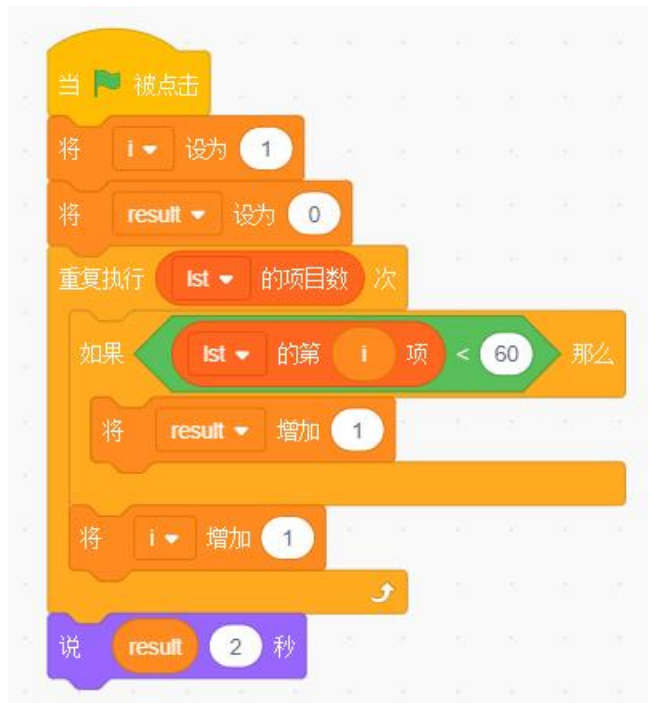 当 被点击
将 i 设为 1
将 result 设为 0
重复执行 lst 的项目数 次
如果 lst 的第 i 项 < 60 那么
将 result 增加 1
将 i 增加 1
说 result 2 秒